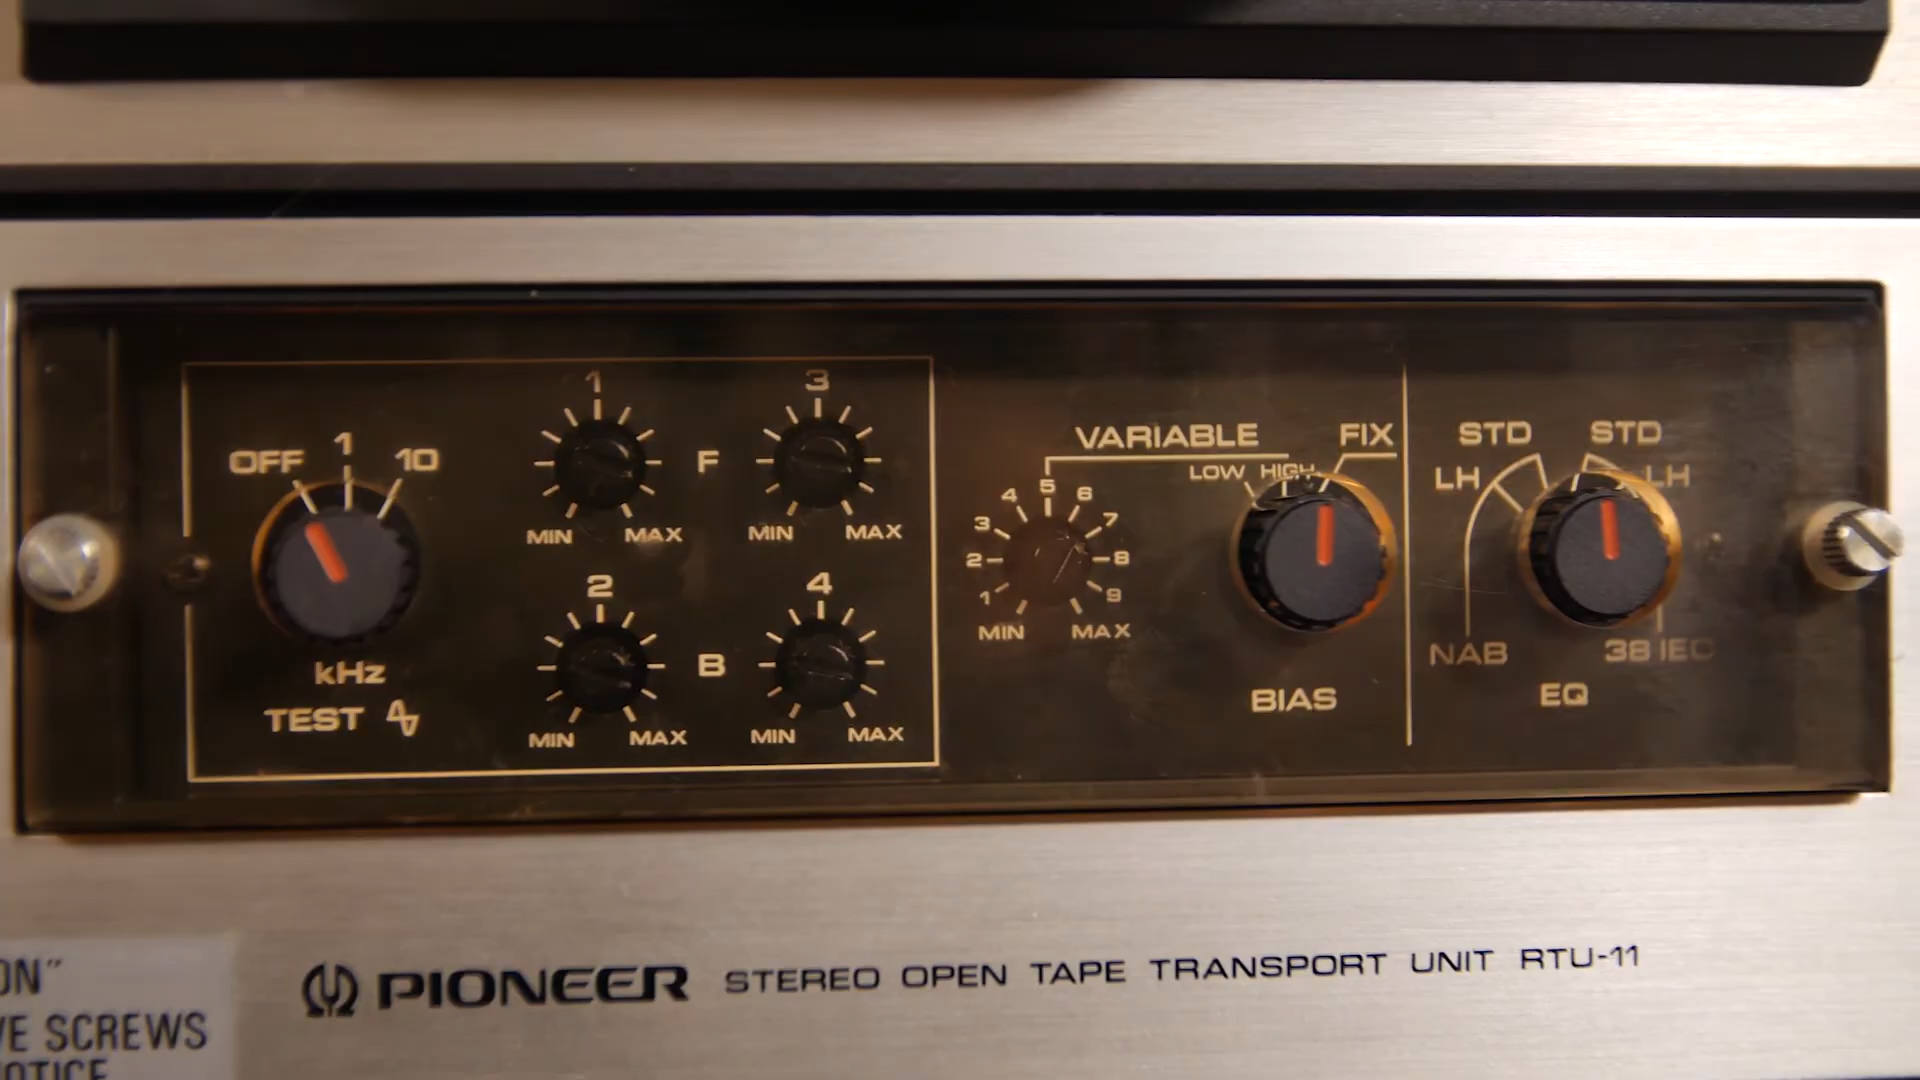 1 3
OFF 1 10
F
MIN MAX MIN MAX
2 4
B
kHz
TEST
MIN MAX MIN MAX
VARIABLE FIX
LOW HIGH
1 2 3 4 5 6 7 8 9
MIN MAX
BIAS
STD STD
LH LH
NAB 38 IEC
EQ
PIONEER STEREO OPEN TAPE TRANSPORT UNIT RTU-11
ON"
VE SCREWS
OTICE